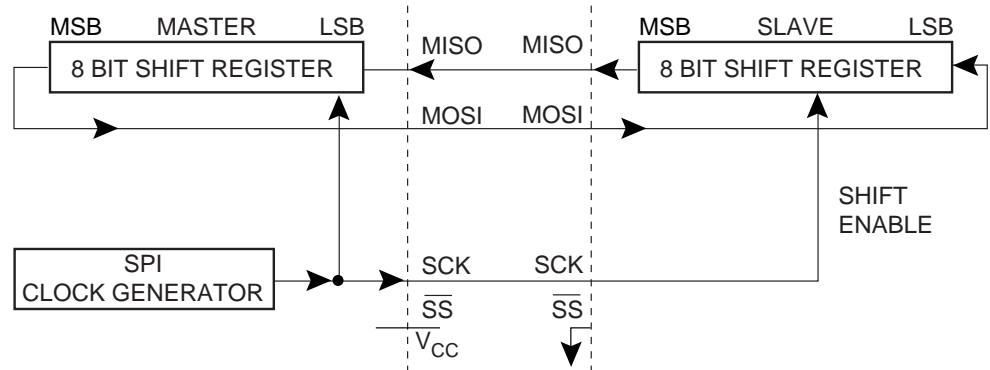 MSB MASTER LSB
8 BIT SHIFT REGISTER
MISO MISO
MSB SLAVE LSB
8 BIT SHIFT REGISTER
MOSI MOSI
SHIFT
ENABLE
SPI
CLOCK GENERATOR
SCK SCK
SS SS
VCC